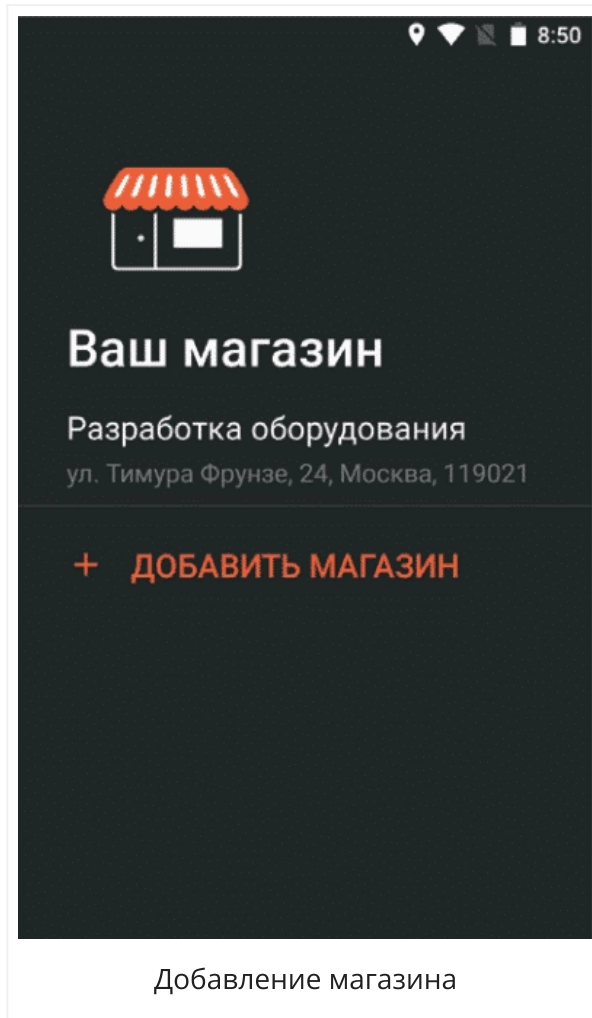 8:50
Ваш магазин
Разработка оборудования
ул. Тимура Фрунзе, 24, Москва, 119021
+ ДОБАВИТЬ МАГАЗИН
Добавление магазина